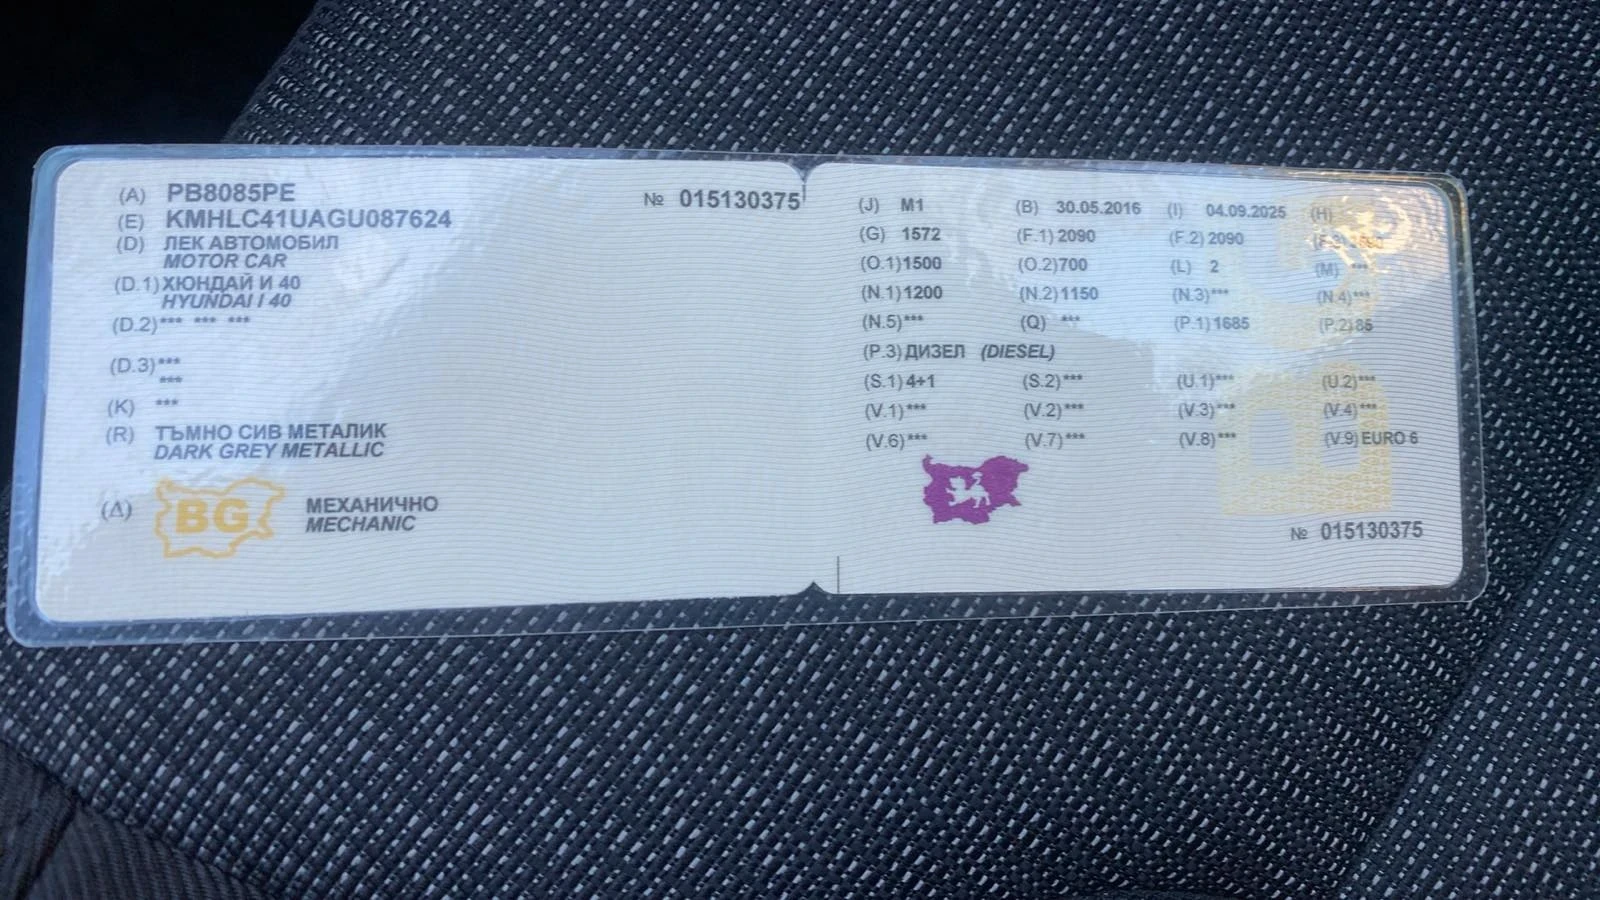 (A) PB8085PE
№ 015130375
(E) KMHLC41UAGU087624
(D) ЛЕК АВТОМОБИЛ
MOTOR CAR
(D.1) ХЮНДАЙ И 40
HYUNDAI I 40
(D.2) *** *** ***
(D.3) ***
***
(K) ***
(R) ТЪМНО СИВ МЕТАЛИК
DARK GREY METALLIC
(Δ) BG МЕХАНИЧНО
MECHANIC
(J) M1 (B) 30.05.2016 (I) 04.09.2025 (H)
(G) 1572 (F.1) 2090 (F.2) 2090 (F.3)
(O.1) 1500 (O.2) 700 (L) 2 (M) ***
(N.1) 1200 (N.2) 1150 (N.3) *** (N.4) ***
(N.5) *** (Q) *** (P.1) 1685 (P.2) 85
(P.3) ДИЗЕЛ (DIESEL)
(S.1) 4+1 (S.2) *** (U.1) *** (U.2) ***
(V.1) *** (V.2) *** (V.3) *** (V.4) ***
(V.6) *** (V.7) *** (V.8) *** (V.9) EURO 6
№ 015130375